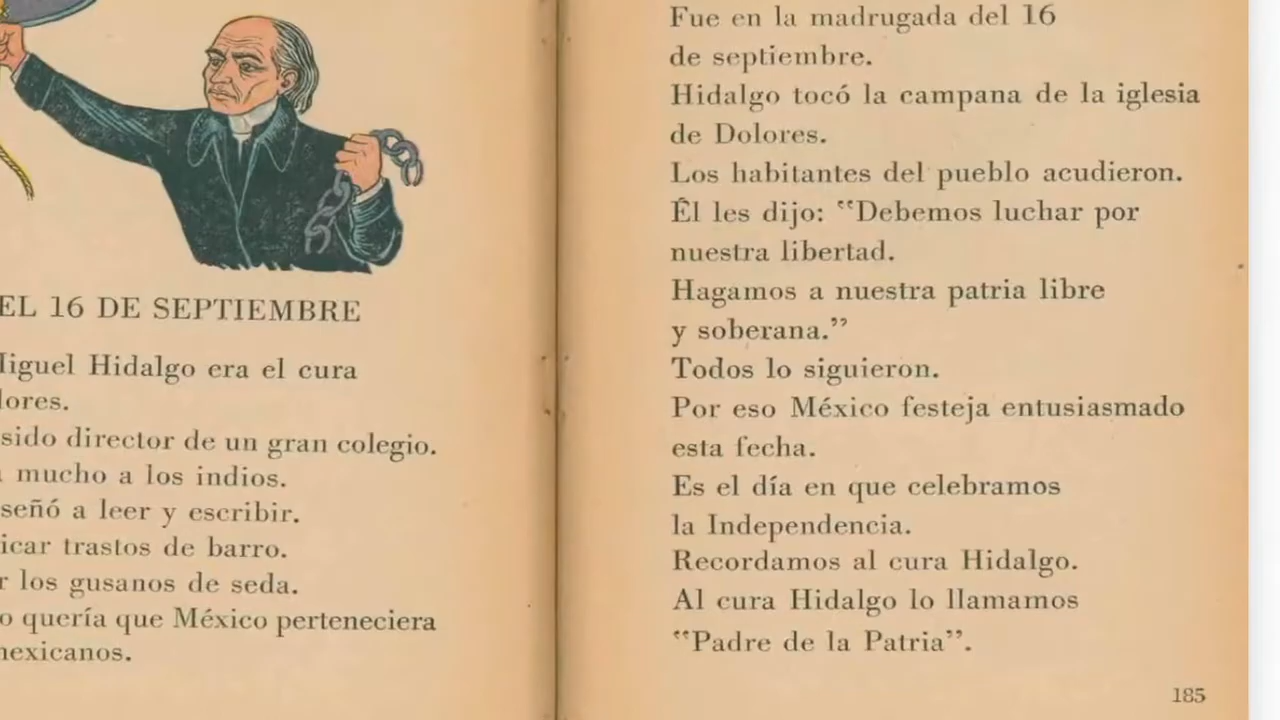 EL 16 DE SEPTIEMBRE
Hidalgo era el cura
sido director de un gran colegio.
mucho a los indios.
a leer y escribir.
trastos de barro.
los gusanos de seda.
quería que México perteneciera
Fue en la madrugada del 16
de septiembre.
Hidalgo tocó la campana de la iglesia
de Dolores.
Los habitantes del pueblo acudieron.
Él les dijo: "Debemos luchar por
nuestra libertad.
Hagamos a nuestra patria libre
y soberana."
Todos lo siguieron.
Por eso México festeja entusiasmado
esta fecha.
Es el día en que celebramos
la Independencia.
Recordamos al cura Hidalgo.
Al cura Hidalgo lo llamamos
"Padre de la Patria".
185